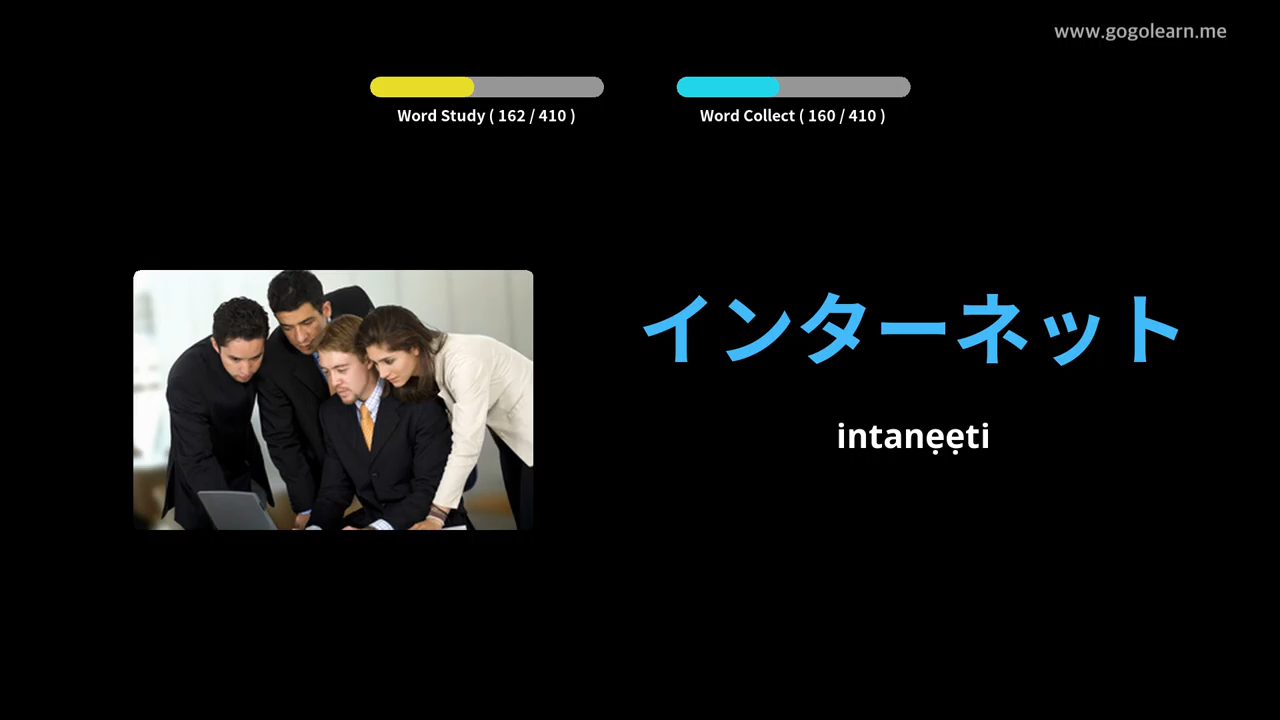 www.gogolearn.me
Word Study ( 162 / 410 )
Word Collect ( 160 / 410 )
インターネット
intanẹẹti